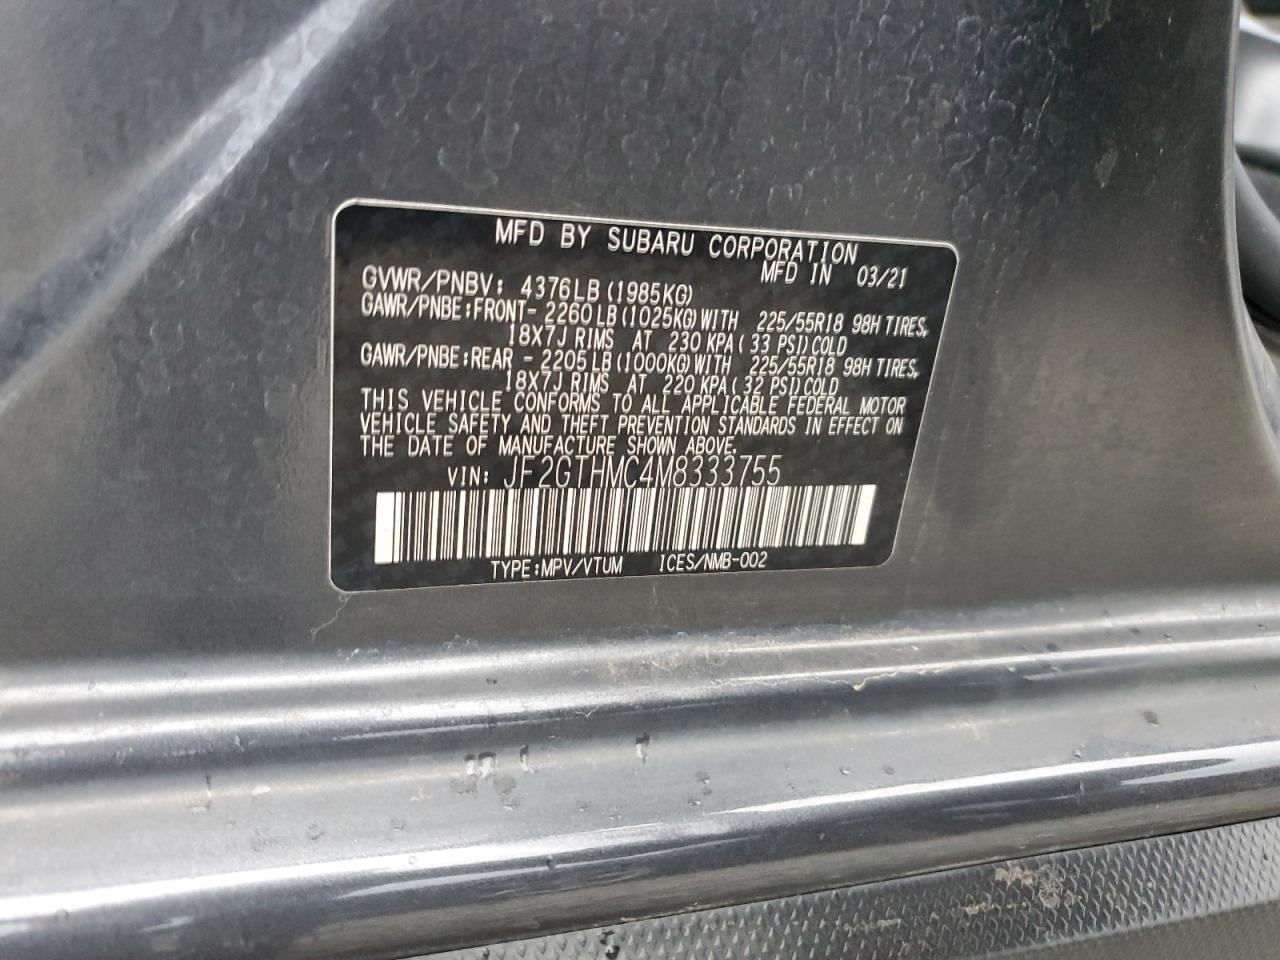 MFD BY SUBARU CORPORATION
MFD IN 03/21
GVWR/PNBV: 4376LB (1985KG)
GAWR/PNBE:FRONT- 2260LB (1025KG) WITH 225/55R18 98H TIRES,
18X7J RIMS AT 230 KPA ( 33 PSI) COLD
GAWR/PNBE:REAR - 2205LB (1000KG) WITH 225/55R18 98H TIRES,
18X7J RIMS AT 220 KPA ( 32 PSI) COLD
THIS VEHICLE CONFORMS TO ALL APPLICABLE FEDERAL MOTOR
VEHICLE SAFETY AND THEFT PREVENTION STANDARDS IN EFFECT ON
THE DATE OF MANUFACTURE SHOWN ABOVE.
VIN: JF2GTHMC4M8333755
TYPE:MPV/VTUM ICES/NMB-002